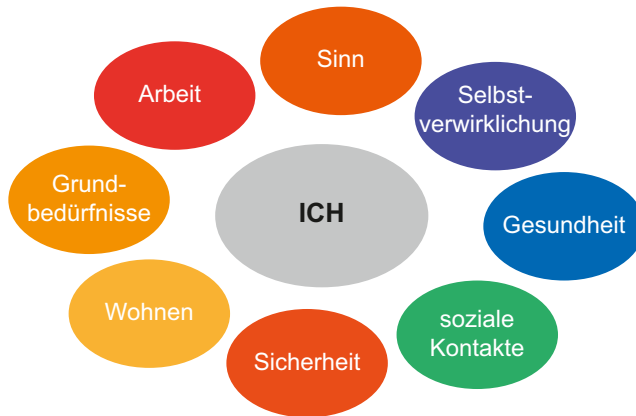 Sinn
Arbeit
Selbst-
verwirklichung
Grund-
bedürfnisse
ICH
Gesundheit
Wohnen
soziale
Kontakte
Sicherheit